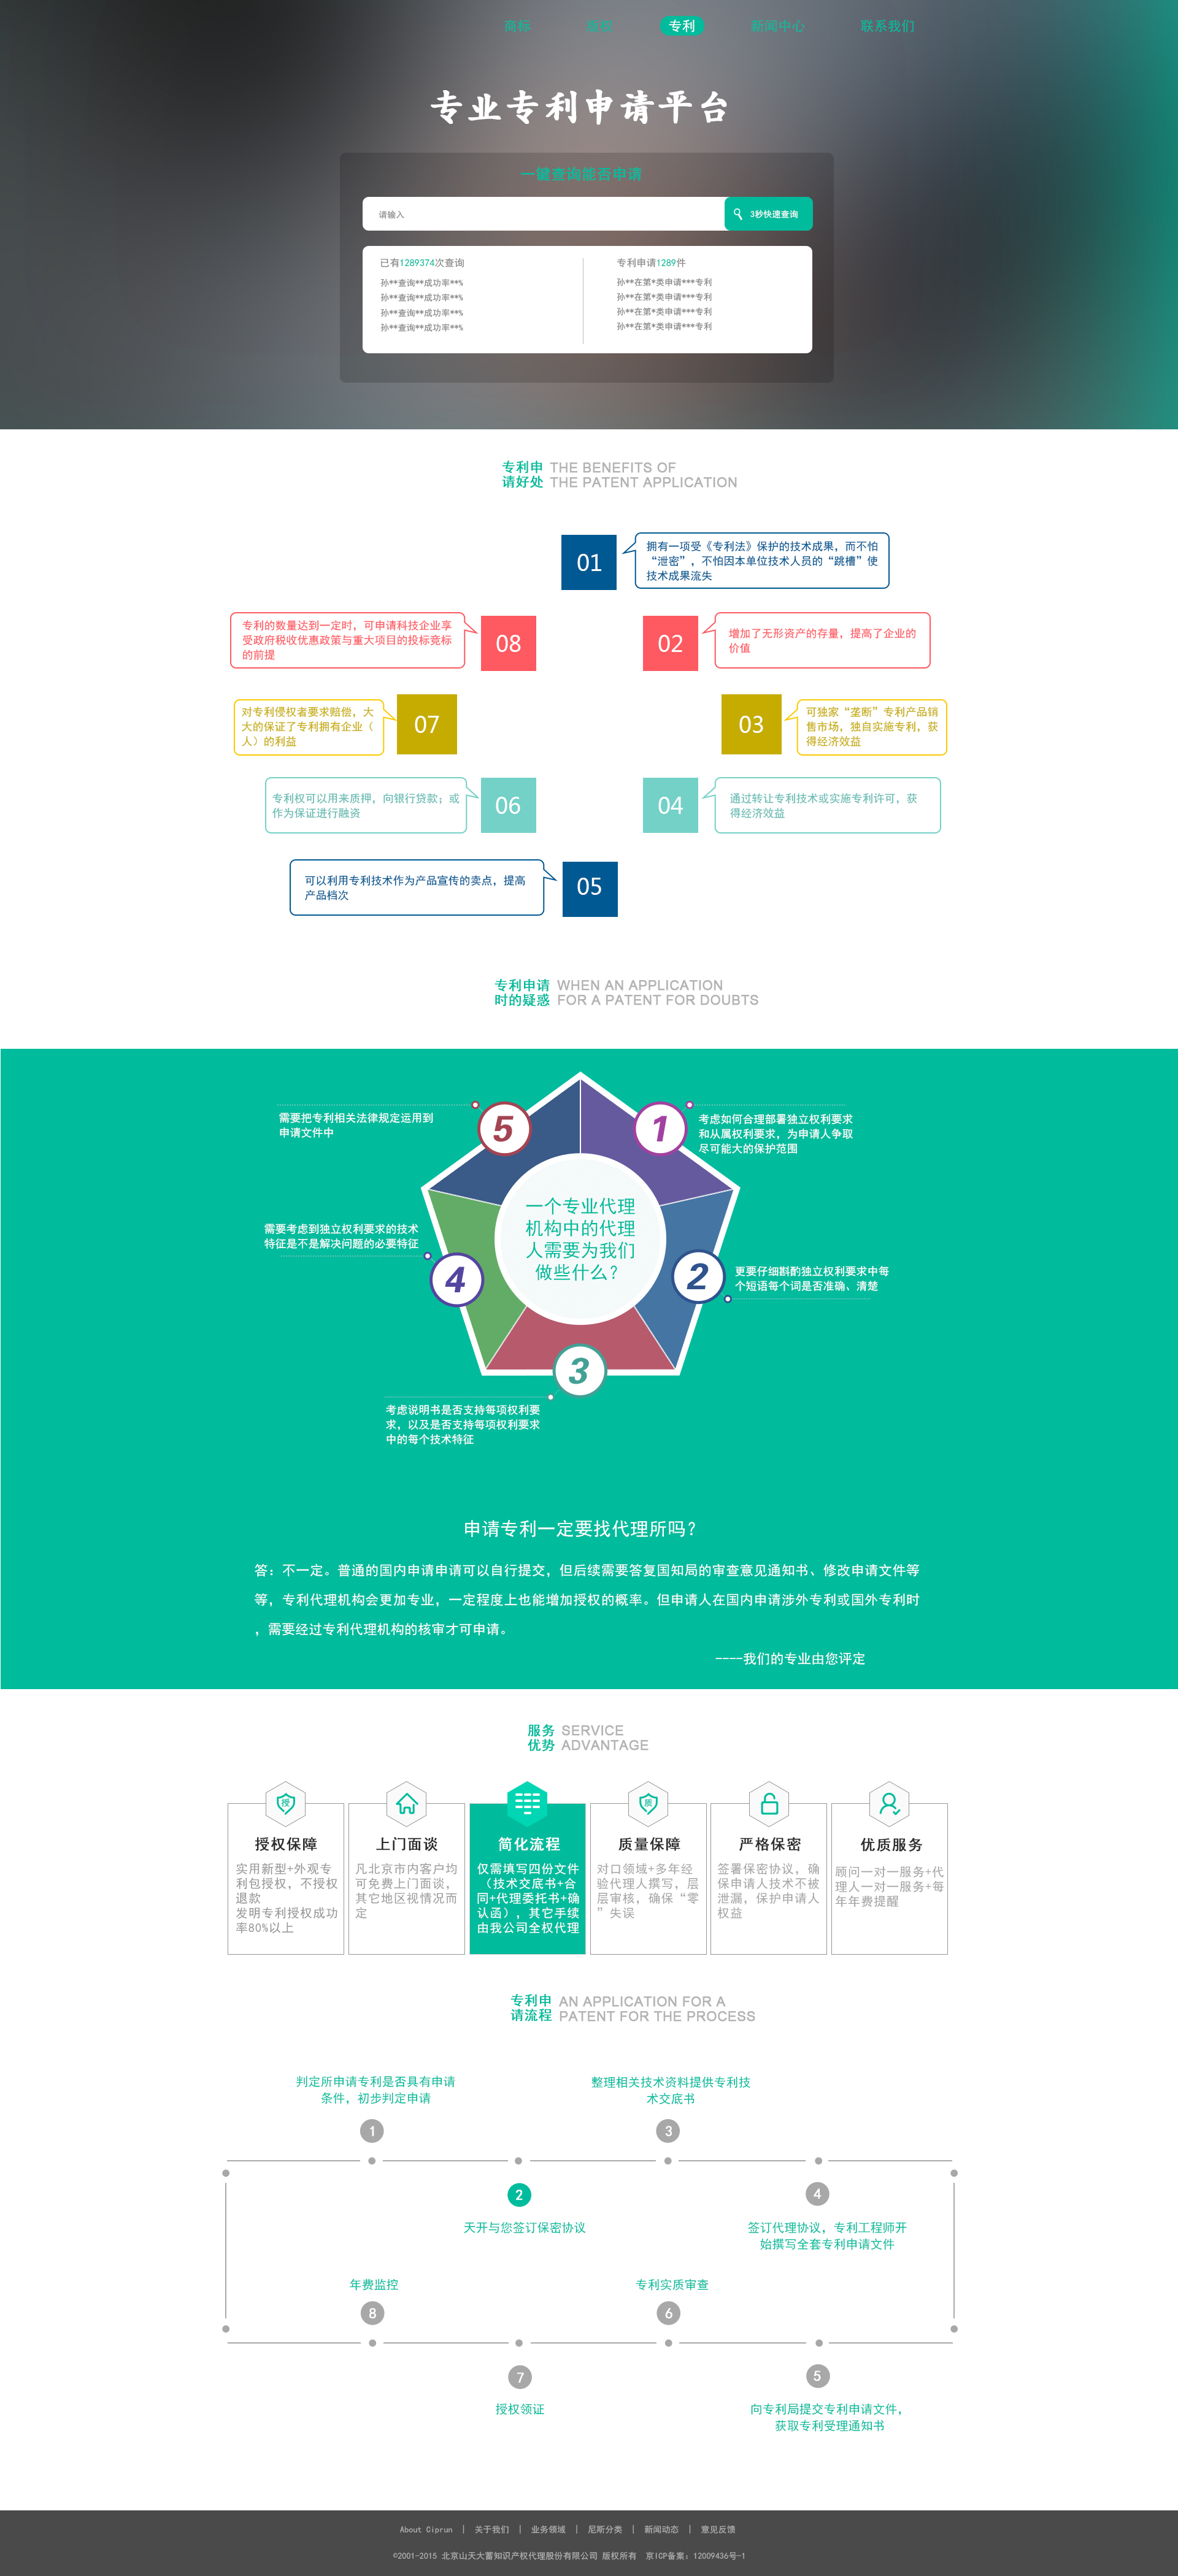 商标
版权
专利
新闻中心
联系我们
专业专利申请平台
一键查询能否申请
请输入
3秒快速查询
已有1289374次查询
孙**查询**成功率**%
孙**查询**成功率**%
孙**查询**成功率**%
孙**查询**成功率**%
专利申请1289件
孙**在第*类申请***专利
孙**在第*类申请***专利
孙**在第*类申请***专利
孙**在第*类申请***专利
专利申
请好处
THE BENEFITS OF
THE PATENT APPLICATION
01
拥有一项受《专利法》保护的技术成果，而不怕
“泄密”，不怕因本单位技术人员的“跳槽”使
技术成果流失
专利的数量达到一定时，可申请科技企业享
受政府税收优惠政策与重大项目的投标竞标
的前提
08
02
增加了无形资产的存量，提高了企业的
价值
对专利侵权者要求赔偿，大
大的保证了专利拥有企业（
人）的利益
07
03
可独家“垄断”专利产品销
售市场，独自实施专利，获
得经济效益
专利权可以用来质押，向银行贷款；或
作为保证进行融资
06
04
通过转让专利技术或实施专利许可，获
得经济效益
可以利用专利技术作为产品宣传的卖点，提高
产品档次
05
专利申请
时的疑惑
WHEN AN APPLICATION
FOR A PATENT FOR DOUBTS
需要把专利相关法律规定运用到
申请文件中
5
1
考虑如何合理部署独立权利要求
和从属权利要求，为申请人争取
尽可能大的保护范围
一个专业代理
机构中的代理
人需要为我们
做些什么？
需要考虑到独立权利要求的技术
特征是不是解决问题的必要特征
4
2
更要仔细斟酌独立权利要求中每
个短语每个词是否准确、清楚
3
考虑说明书是否支持每项权利要
求，以及是否支持每项权利要求
中的每个技术特征
申请专利一定要找代理所吗？
答：不一定。普通的国内申请申请可以自行提交，但后续需要答复国知局的审查意见通知书、修改申请文件等
等，专利代理机构会更加专业，一定程度上也能增加授权的概率。但申请人在国内申请涉外专利或国外专利时
，需要经过专利代理机构的核审才可申请。
----我们的专业由您评定
服务
优势
SERVICE
ADVANTAGE
授
授权保障
实用新型+外观专
利包授权，不授权
退款
发明专利授权成功
率80%以上
上门面谈
凡北京市内客户均
可免费上门面谈，
其它地区视情况而
定
简化流程
仅需填写四份文件
（技术交底书+合
同+代理委托书+确
认函），其它手续
由我公司全权代理
质
质量保障
对口领域+多年经
验代理人撰写，层
层审核，确保“零
”失误
严格保密
签署保密协议，确
保申请人技术不被
泄漏，保护申请人
权益
优质服务
顾问一对一服务+代
理人一对一服务+每
年年费提醒
专利申
请流程
AN APPLICATION FOR A
PATENT FOR THE PROCESS
判定所申请专利是否具有申请
条件，初步判定申请
1
整理相关技术资料提供专利技
术交底书
3
2
天开与您签订保密协议
4
签订代理协议，专利工程师开
始撰写全套专利申请文件
年费监控
8
专利实质审查
6
7
授权领证
5
向专利局提交专利申请文件，
获取专利受理通知书
About Ciprun | 关于我们 | 业务领域 | 尼斯分类 | 新闻动态 | 意见反馈
©2001-2015 北京山天大蓄知识产权代理股份有限公司 版权所有 京ICP备案：12009436号-1